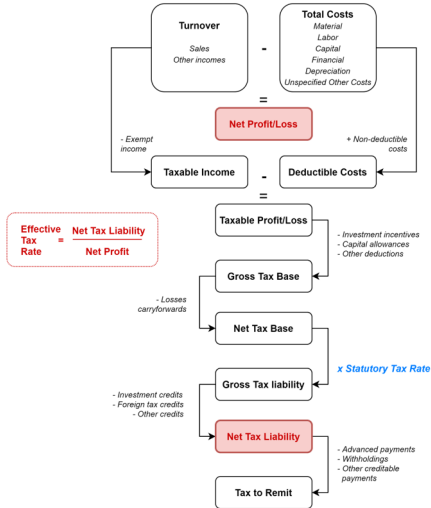 Turnover
Sales
Other incomes
-
Total Costs
Material
Labor
Capital
Financial
Depreciation
Unspecified Other Costs
=
Net Profit/Loss
- Exempt
income
+ Non-deductible
costs
Taxable Income
-
Deductible Costs
=
Taxable Profit/Loss
Effective
Tax
Rate
=
Net Tax Liability
Net Profit
- Investment incentives
- Capital allowances
- Other deductions
Gross Tax Base
- Losses
carryforwards
Net Tax Base
x Statutory Tax Rate
Gross Tax liability
- Investment credits
- Foreign tax credits
- Other credits
Net Tax Liability
- Advanced payments
- Withholdings
- Other creditable
payments
Tax to Remit